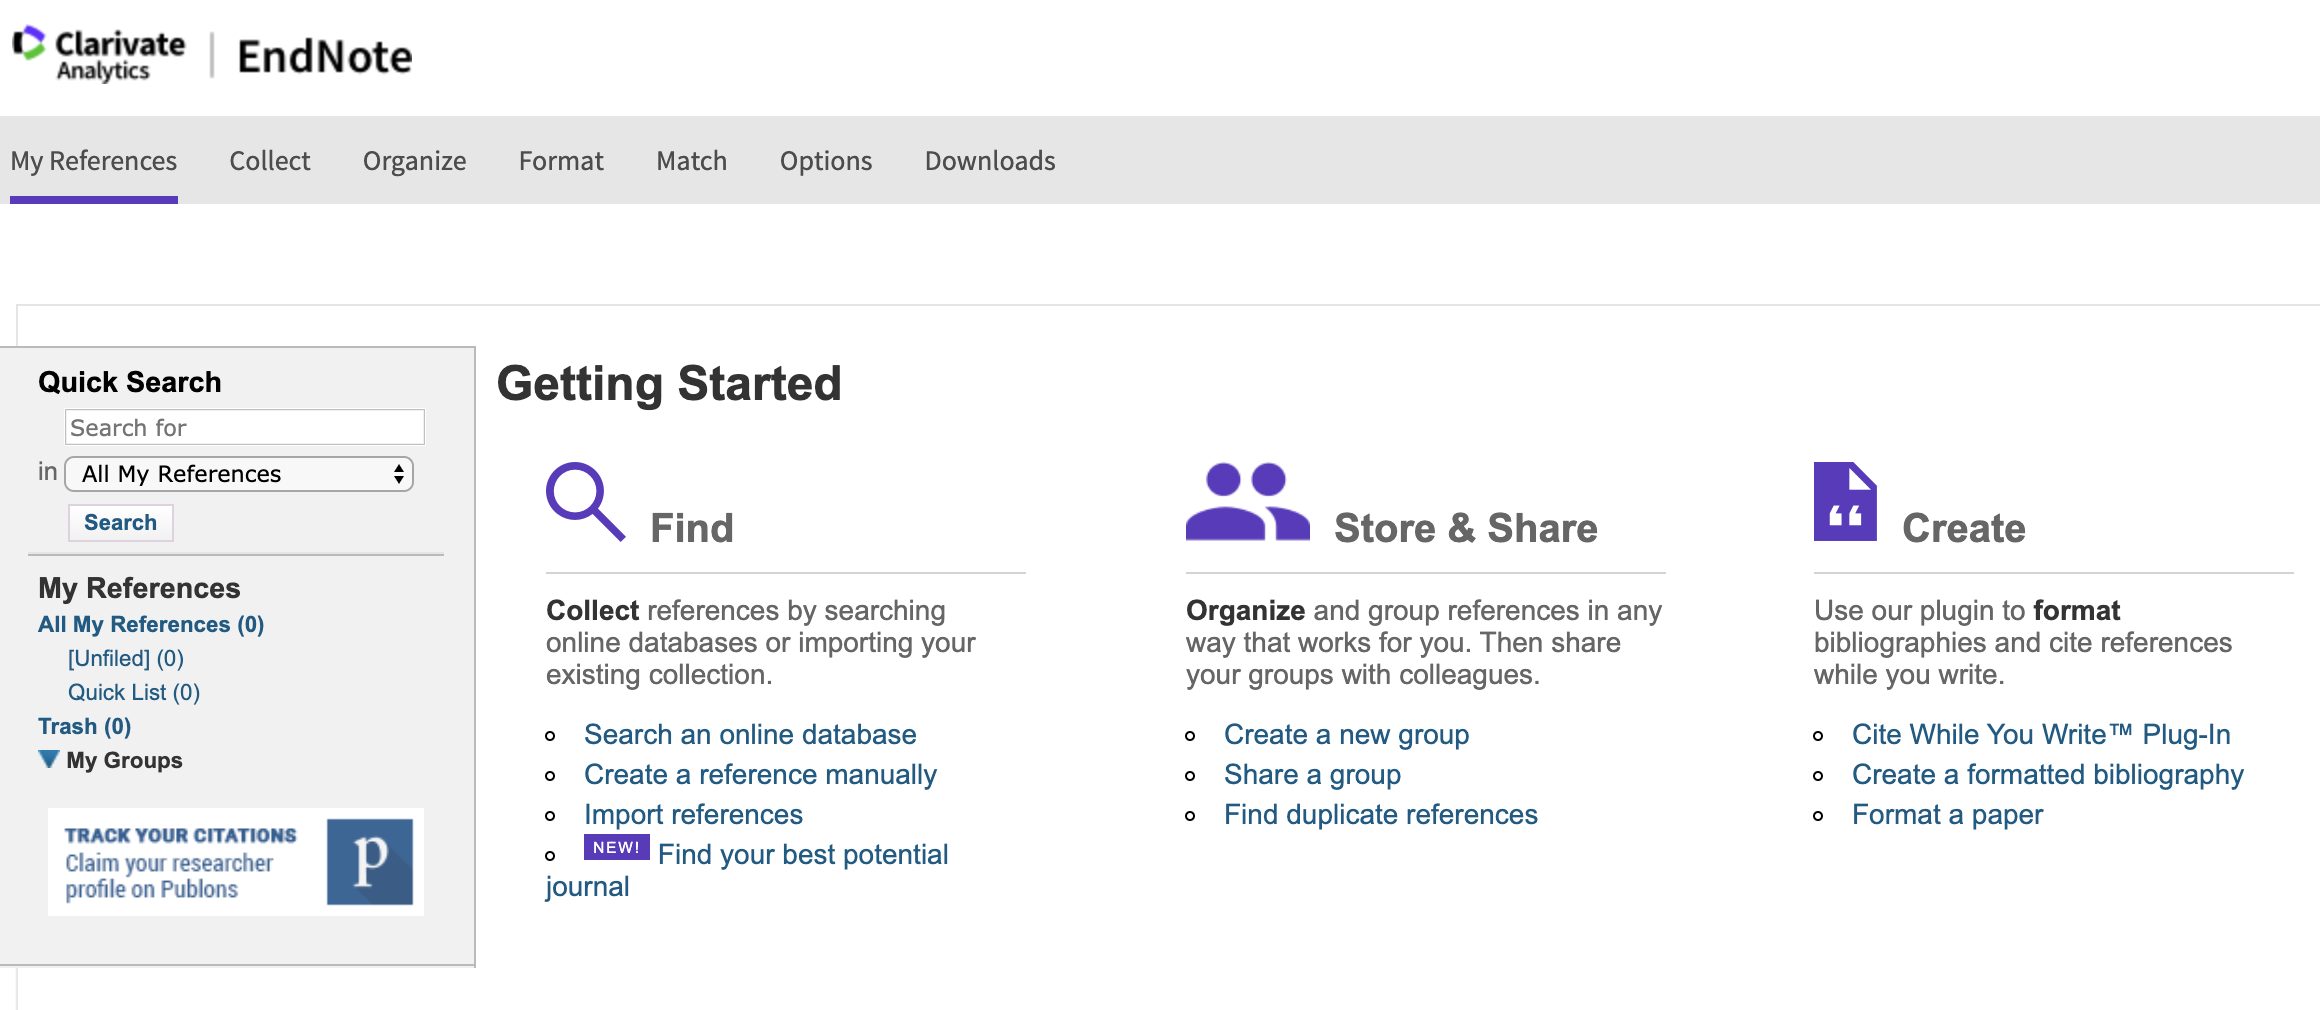 Clarivate
Analytics
EndNote
My References Collect Organize Format Match Options Downloads
Quick Search
Search for
in All My References
Search
My References
All My References (0)
[Unfiled] (0)
Quick List (0)
Trash (0)
My Groups
TRACK YOUR CITATIONS
Claim your researcher
profile on Publons
p
Getting Started
Find
Collect references by searching
online databases or importing your
existing collection.
Search an online database
Create a reference manually
Import references
NEW! Find your best potential
journal
Store & Share
Organize and group references in any
way that works for you. Then share
your groups with colleagues.
Create a new group
Share a group
Find duplicate references
Create
Use our plugin to format
bibliographies and cite references
while you write.
Cite While You Write™ Plug-In
Create a formatted bibliography
Format a paper